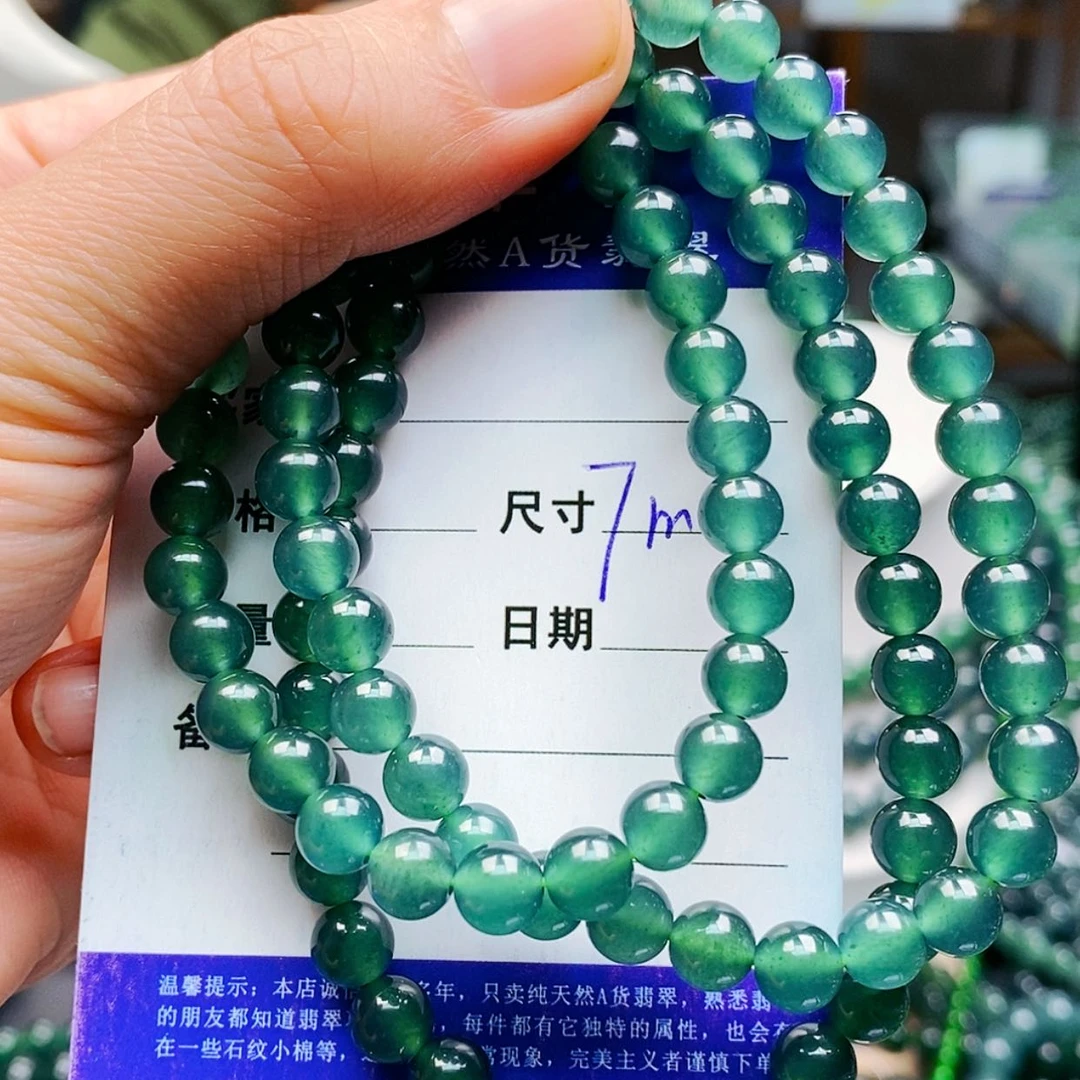 然A货翡翠
格
尺寸 7m
量
日期
备
温馨提示：本店诚 多年，只卖纯天然A货翡翠，熟悉翡
的朋友都知道翡翠 ，每件都有它独特的属性，也会
在一些石纹小棉等， 常现象，完美主义者谨慎下单